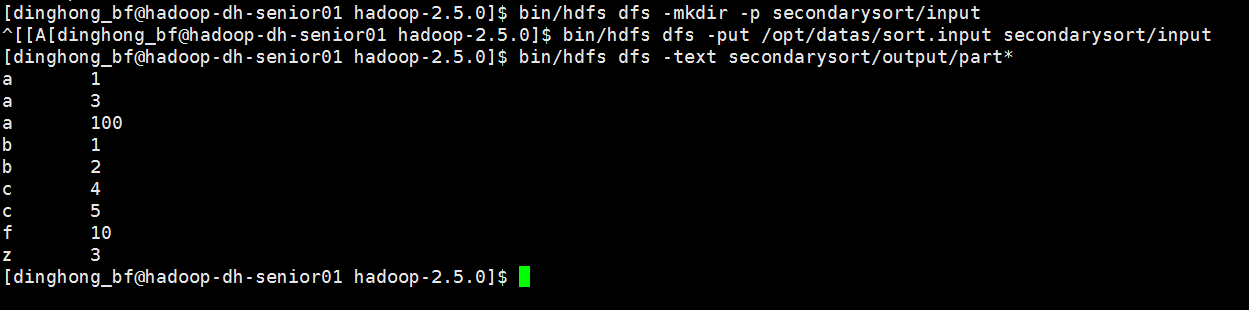 [dinghong_bf@hadoop-dh-senior01 hadoop-2.5.0]$ bin/hdfs dfs -mkdir -p secondarysort/input
^[[A[dinghong_bf@hadoop-dh-senior01 hadoop-2.5.0]$ bin/hdfs dfs -put /opt/datas/sort.input secondarysort/input
[dinghong_bf@hadoop-dh-senior01 hadoop-2.5.0]$ bin/hdfs dfs -text secondarysort/output/part*
a       1
a       3
a       100
b       1
b       2
c       4
c       5
f       10
z       3
[dinghong_bf@hadoop-dh-senior01 hadoop-2.5.0]$